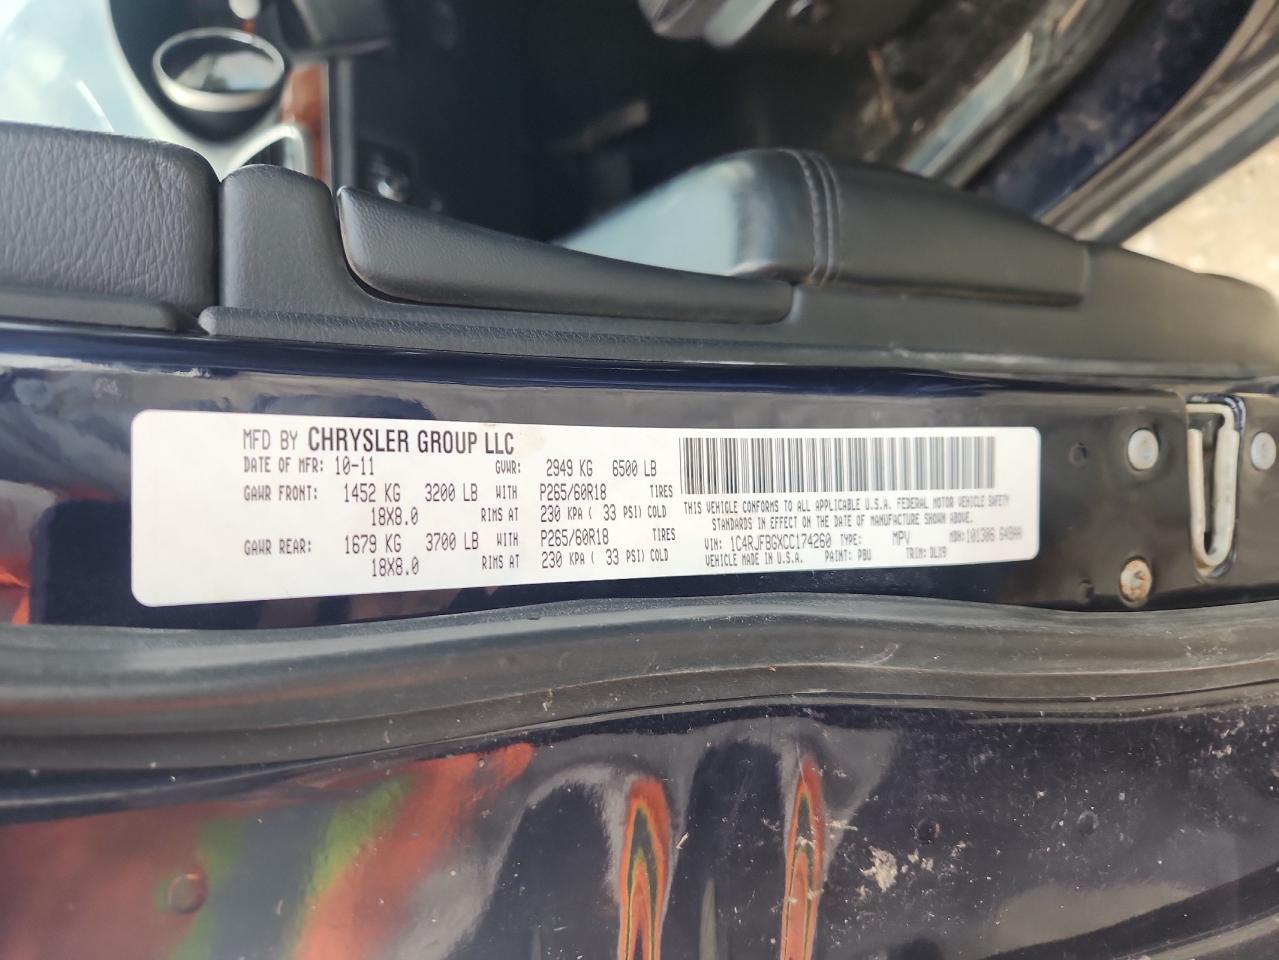 MFD BY CHRYSLER GROUP LLC
DATE OF MFR: 10-11 GVWR: 2949 KG 6500 LB
GAWR FRONT: 1452 KG 3200 LB WITH P265/60R18 TIRES
18X8.0 RIMS AT 230 KPA ( 33 PSI) COLD
GAWR REAR: 1679 KG 3700 LB WITH P265/60R18 TIRES
18X8.0 RIMS AT 230 KPA ( 33 PSI) COLD
THIS VEHICLE CONFORMS TO ALL APPLICABLE U.S.A. FEDERAL MOTOR VEHICLE SAFETY
STANDARDS IN EFFECT ON THE DATE OF MANUFACTURE SHOWN ABOVE.
VIN: 1C4RJFBGXCC174260 TYPE: MPV MDH: 101306
VEHICLE MADE IN U.S.A. PAINT: PBU TRIM: DLX9